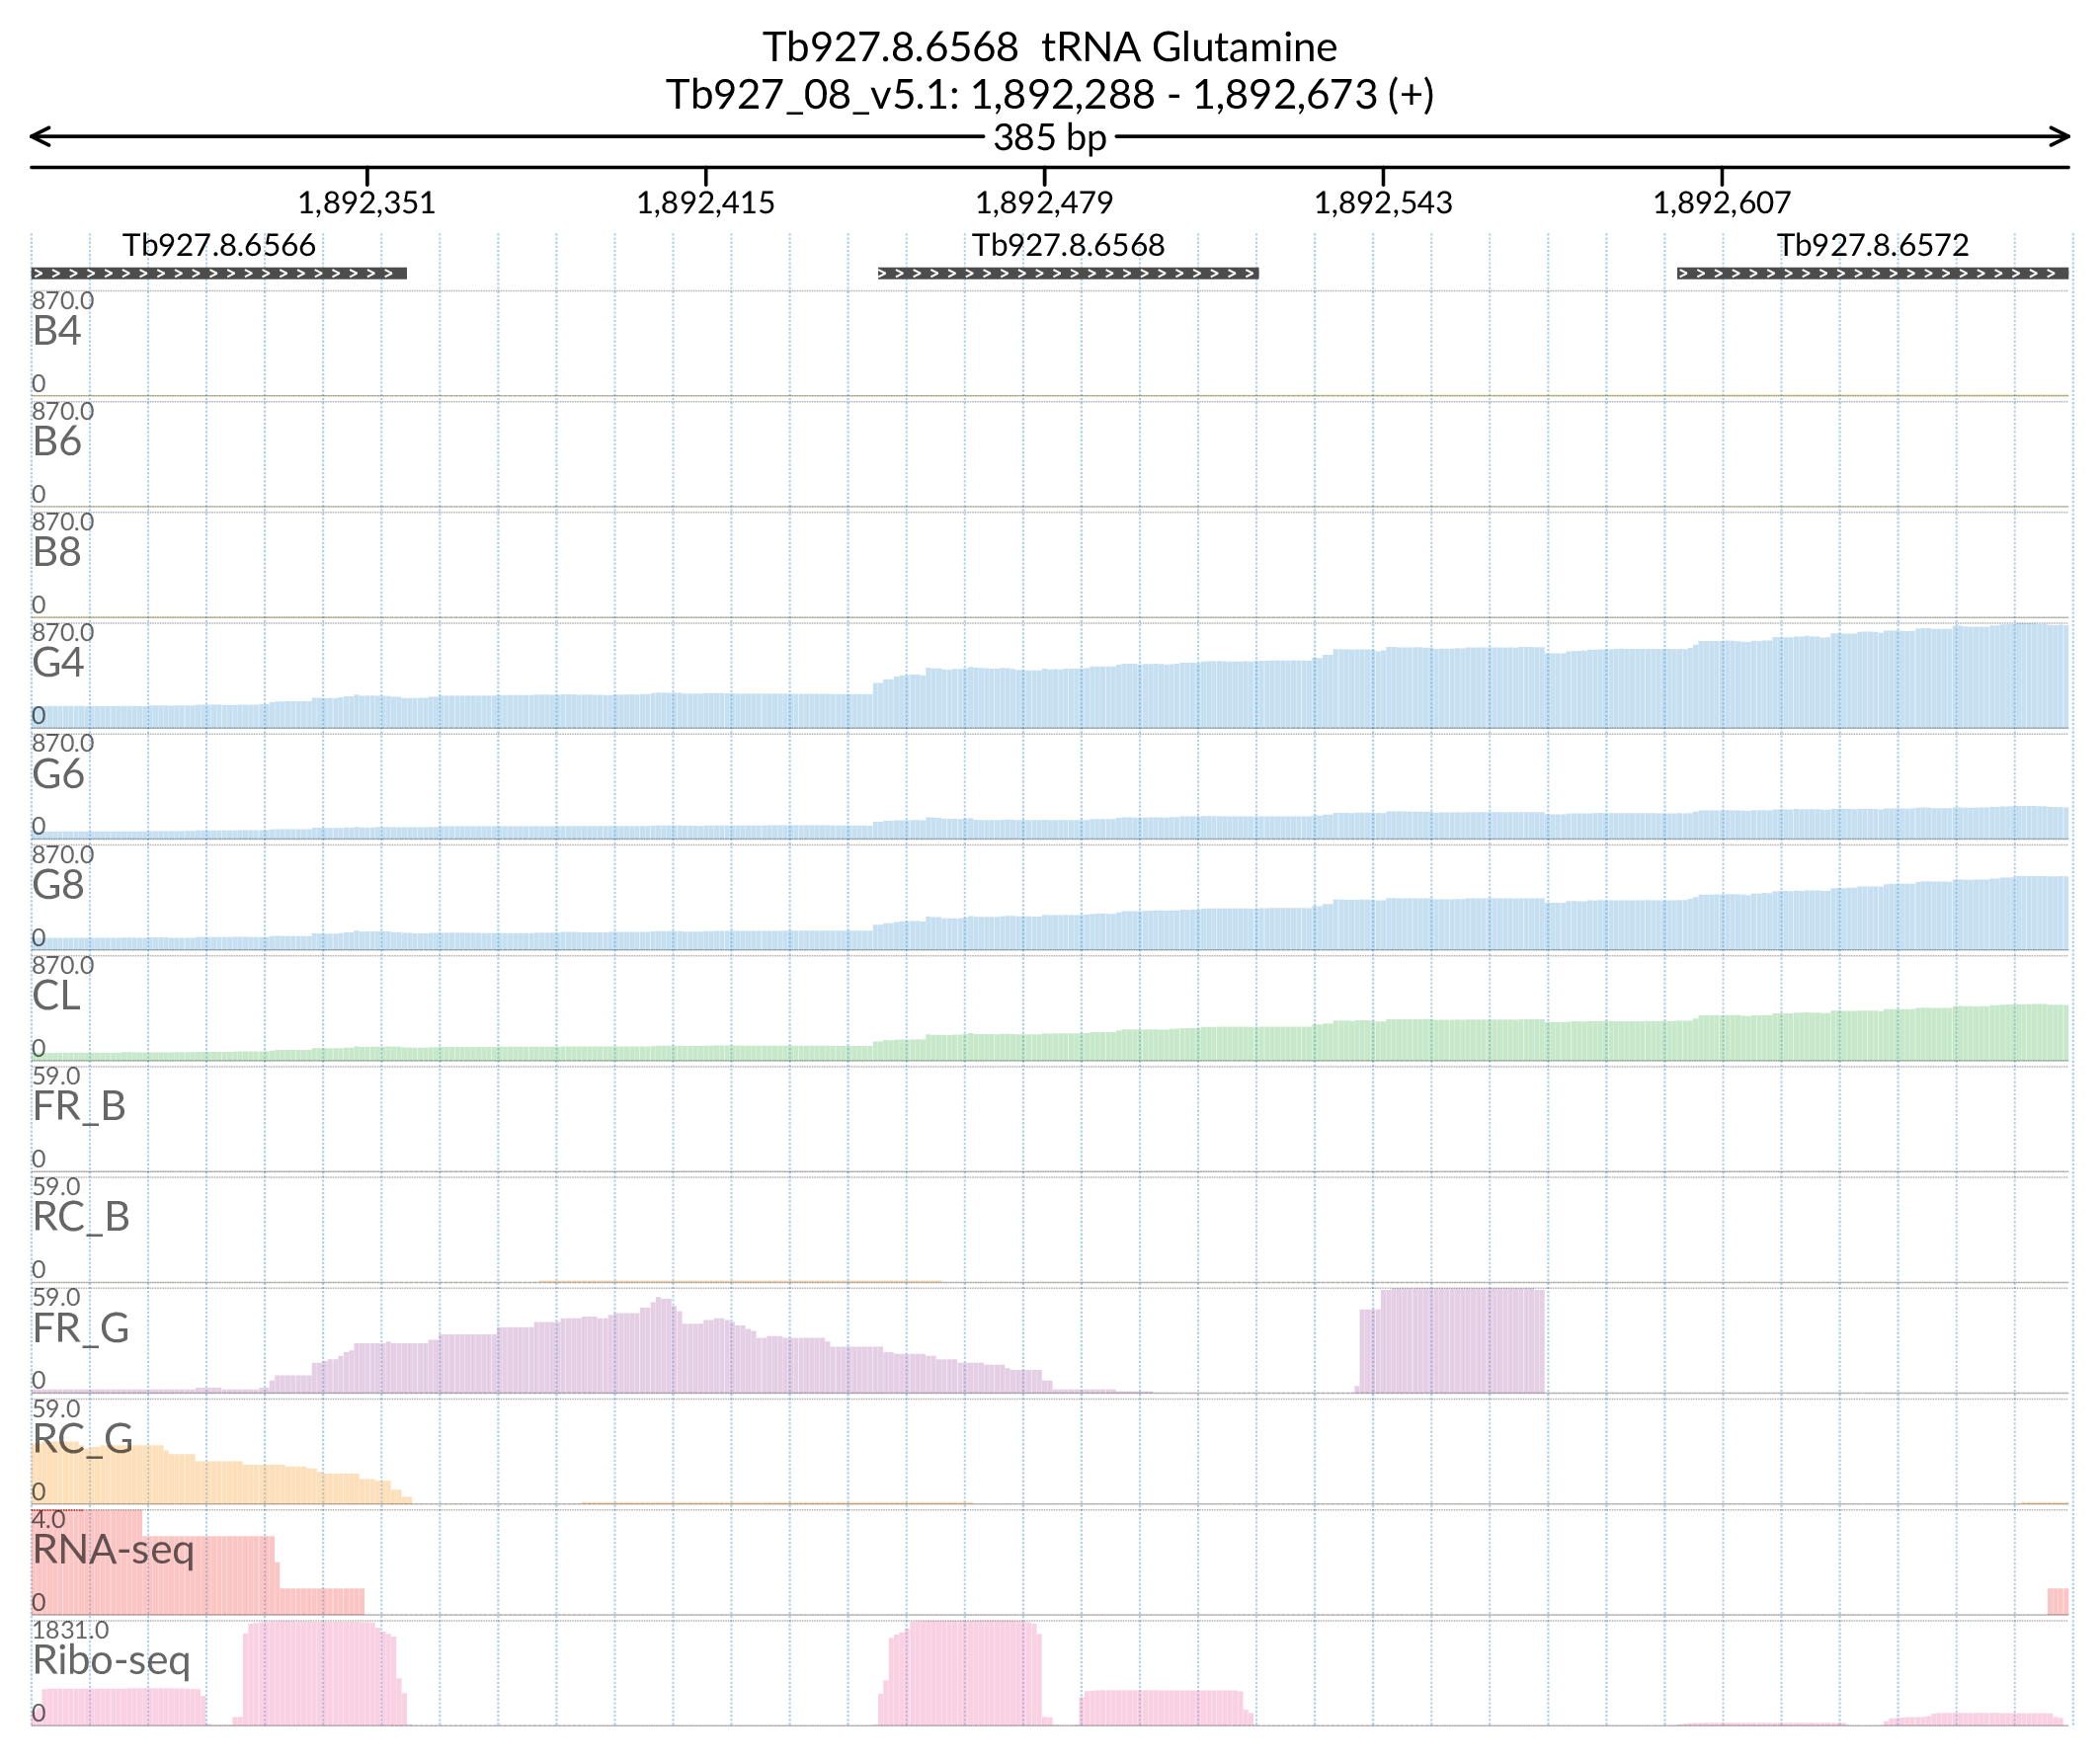 Tb927.8.6568 tRNA Glutamine
Tb927_08_v5.1: 1,892,288 - 1,892,673 (+)
385 bp
1,892,351 1,892,415 1,892,479 1,892,543 1,892,607
Tb927.8.6566 Tb927.8.6568 Tb927.8.6572
870.0
B4
0
870.0
B6
0
870.0
B8
0
870.0
G4
0
870.0
G6
0
870.0
G8
0
870.0
CL
0
59.0
FR_B
0
59.0
RC_B
0
59.0
FR_G
0
59.0
RC_G
0
4.0
RNA-seq
0
1831.0
Ribo-seq
0